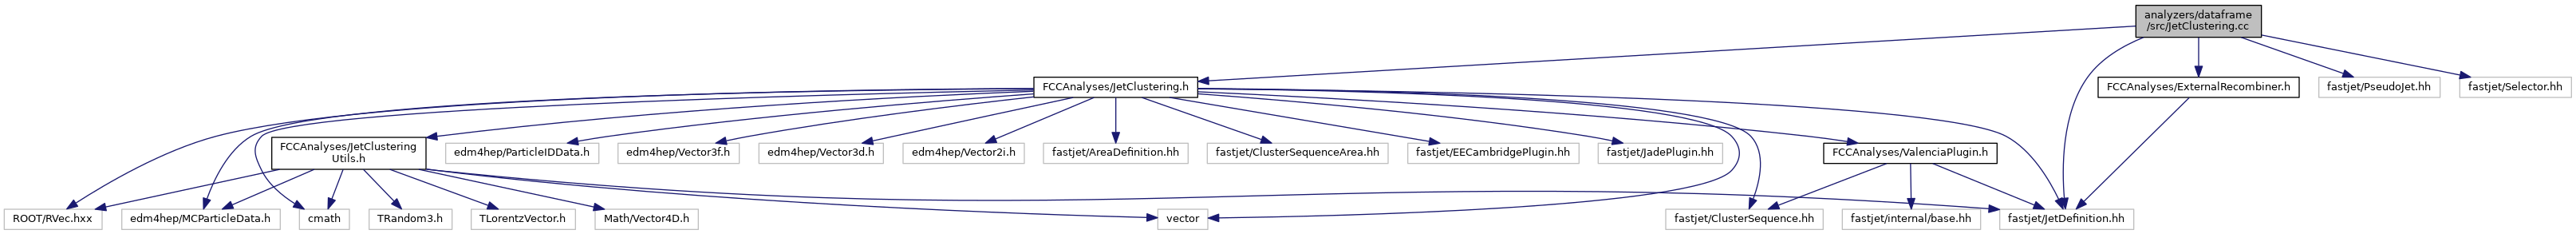 analyzers/dataframe
/src/JetClustering.cc
FCCAnalyses/JetClustering.h
FCCAnalyses/ExternalRecombiner.h
fastjet/PseudoJet.hh
fastjet/Selector.hh
FCCAnalyses/JetClustering
Utils.h
edm4hep/ParticleIDData.h
edm4hep/Vector3f.h
edm4hep/Vector3d.h
edm4hep/Vector2i.h
fastjet/AreaDefinition.hh
fastjet/ClusterSequenceArea.hh
fastjet/EECambridgePlugin.hh
fastjet/JadePlugin.hh
FCCAnalyses/ValenciaPlugin.h
ROOT/RVec.hxx
edm4hep/MCParticleData.h
cmath
TRandom3.h
TLorentzVector.h
Math/Vector4D.h
vector
fastjet/ClusterSequence.hh
fastjet/internal/base.hh
fastjet/JetDefinition.hh